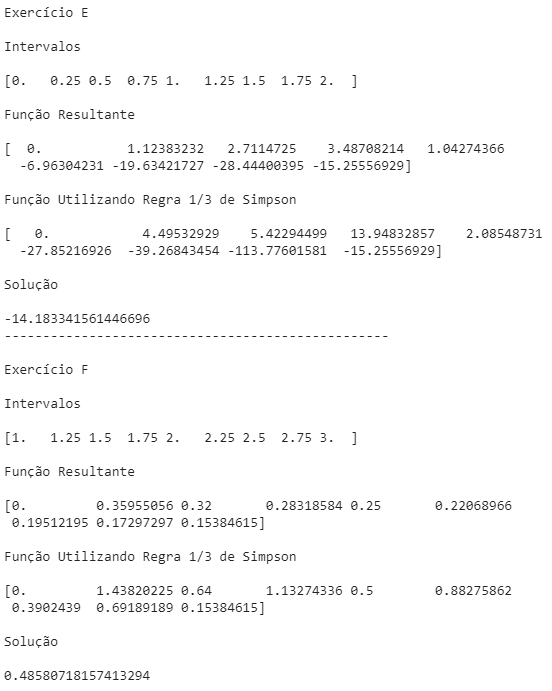 Exercício E
Intervalos
[0.   0.25 0.5  0.75 1.   1.25 1.5  1.75 2.  ]
Função Resultante
[  0.           1.12383232   2.7114725    3.48708214   1.04274366
  -6.96304231 -19.63421727 -28.44400395 -15.25556929]
Função Utilizando Regra 1/3 de Simpson
[   0.            4.49532929    5.42294499   13.94832857    2.08548731
  -27.85216926  -39.26843454 -113.77601581  -15.25556929]
Solução
-14.183341561446696
--------------------------------------------------
Exercício F
Intervalos
[1.   1.25 1.5  1.75 2.   2.25 2.5  2.75 3.  ]
Função Resultante
[0.         0.35955056 0.32       0.28318584 0.25       0.22068966
 0.19512195 0.17297297 0.15384615]
Função Utilizando Regra 1/3 de Simpson
[0.         1.43820225 0.64       1.13274336 0.5        0.88275862
 0.3902439  0.69189189 0.15384615]
Solução
0.48580718157413294